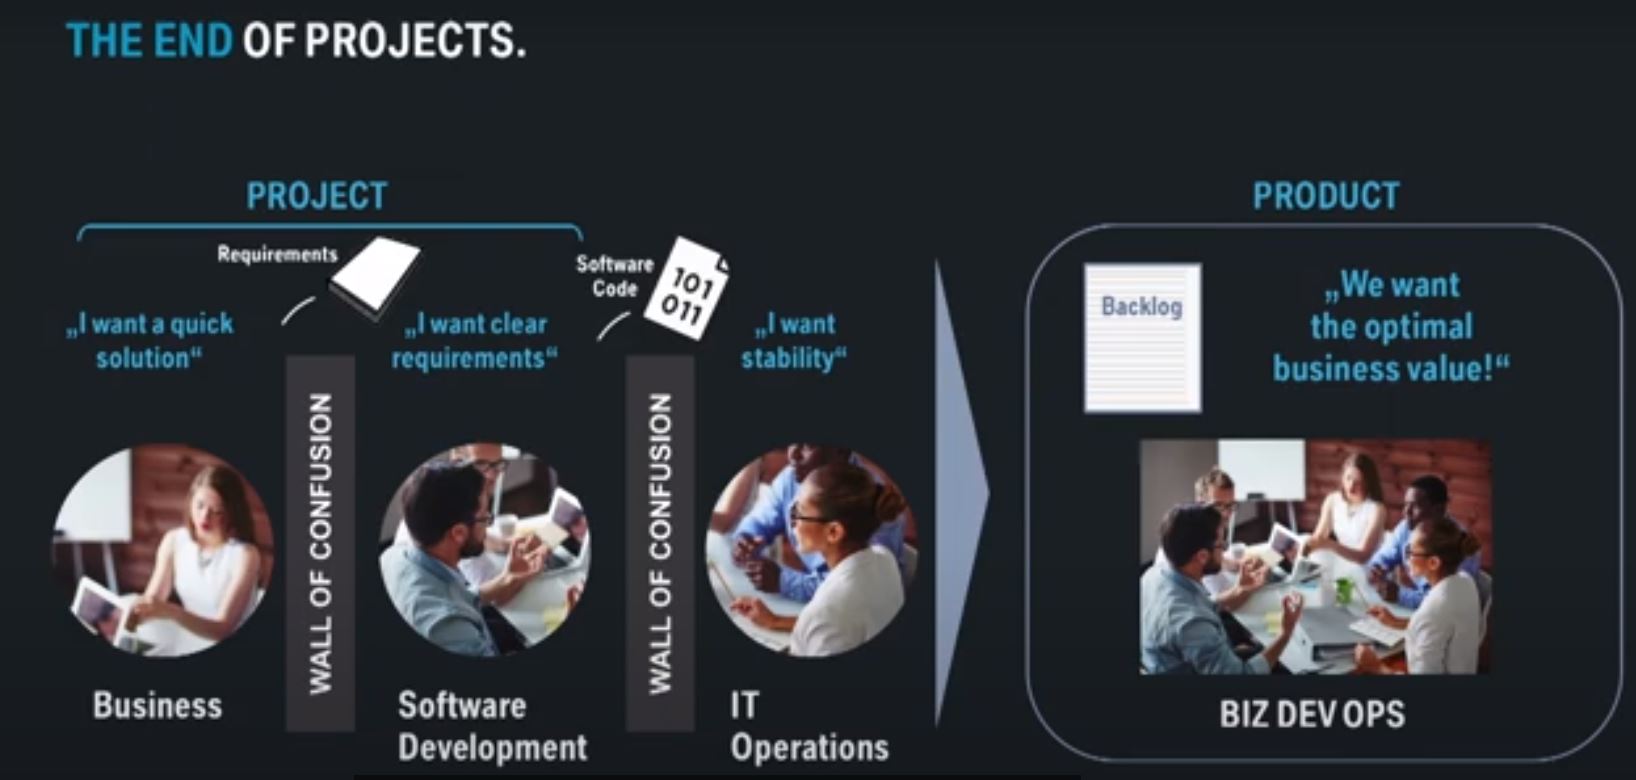 THE END OF PROJECTS.
PROJECT
Requirements
„I want a quick
solution“
WALL OF CONFUSION
Business
„I want clear
requirements“
Software
Development
Software
Code
101
011
WALL OF CONFUSION
„I want
stability“
IT
Operations
PRODUCT
Backlog
„We want
the optimal
business value!“
BIZ DEV OPS